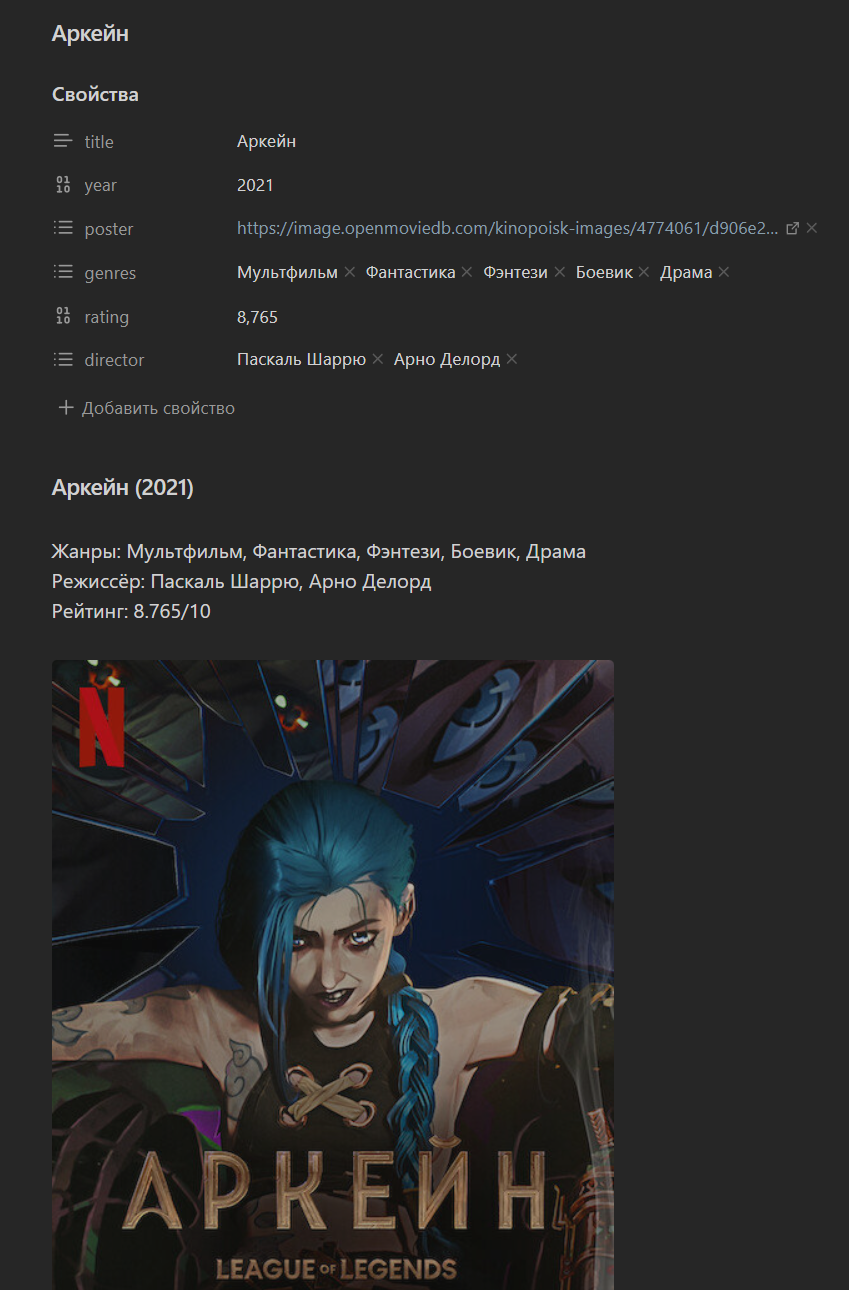 Аркейн
Свойства
title Аркейн
year 2021
poster https://image.openmoviedb.com/kinopoisk-images/4774061/d906e2...
genres Мультфильм Фантастика Фэнтези Боевик Драма
rating 8,765
director Паскаль Шаррю Арно Делорд
Добавить свойство
Аркейн (2021)
Жанры: Мультфильм, Фантастика, Фэнтези, Боевик, Драма
Режиссёр: Паскаль Шаррю, Арно Делорд
Рейтинг: 8.765/10
N
АРКЕЙН
LEAGUE OF LEGENDS